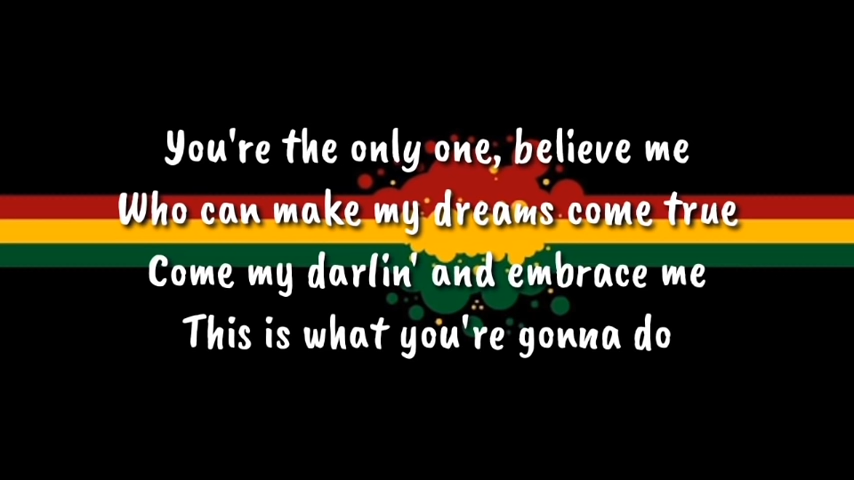 You're the only one, believe me
Who can make my dreams come true
Come my darlin' and embrace me
This is what you're gonna do